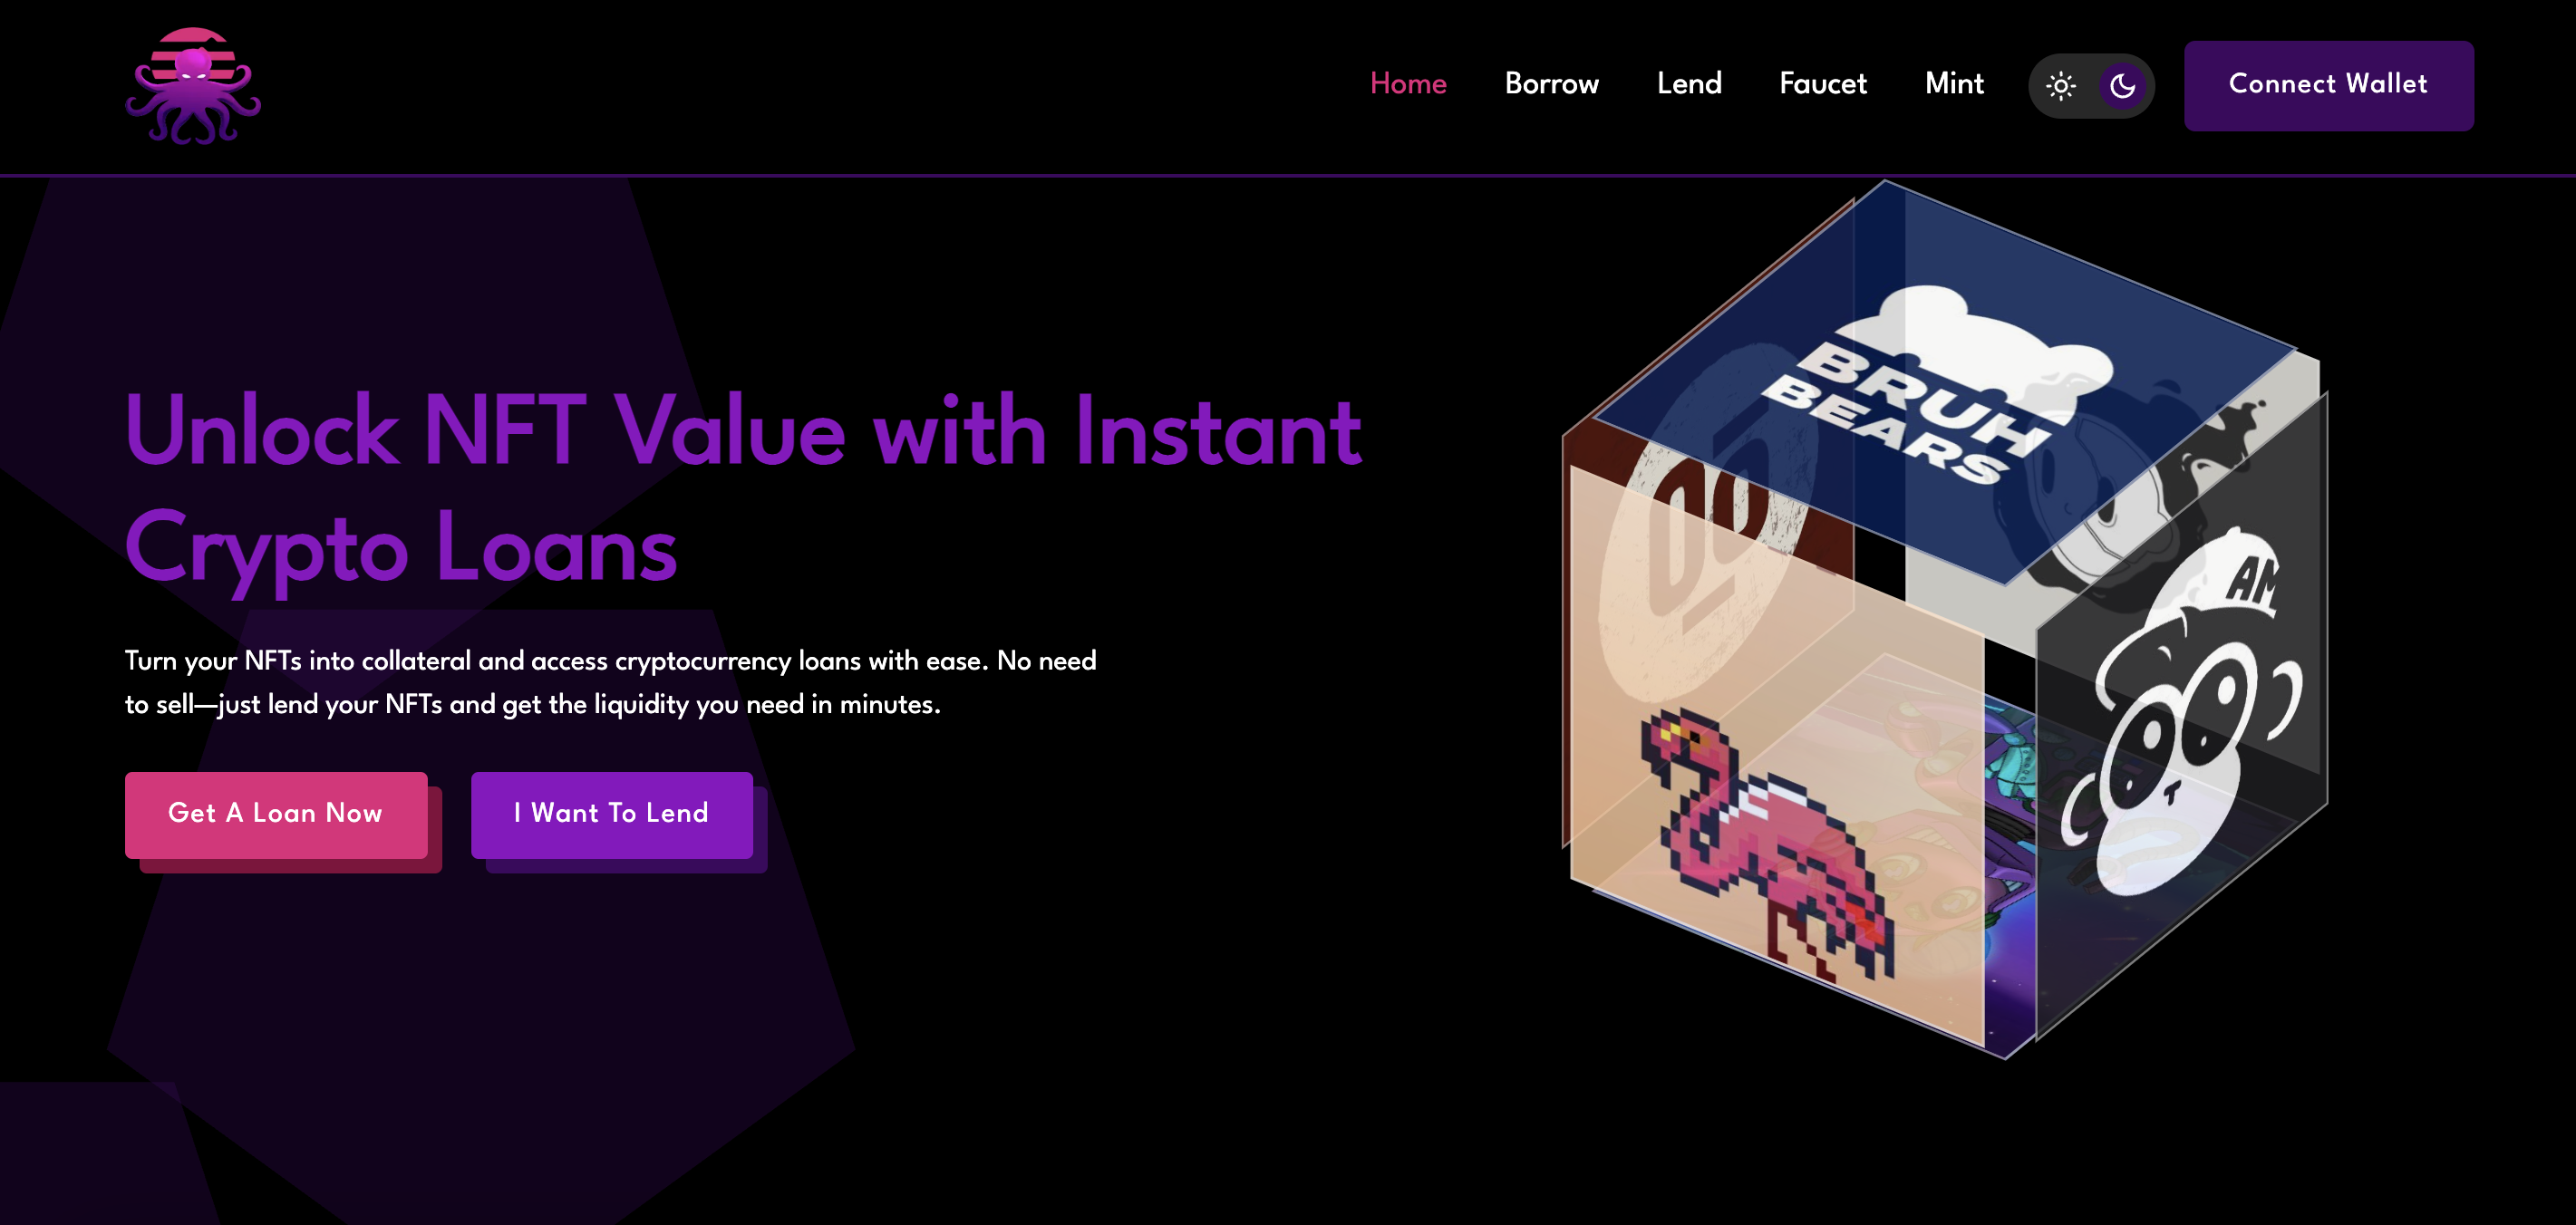 Home
Borrow
Lend
Faucet
Mint
Connect Wallet
Unlock NFT Value with Instant
Crypto Loans
Turn your NFTs into collateral and access cryptocurrency loans with ease. No need
to sell—just lend your NFTs and get the liquidity you need in minutes.
Get A Loan Now
I Want To Lend
BRUH
BEARS